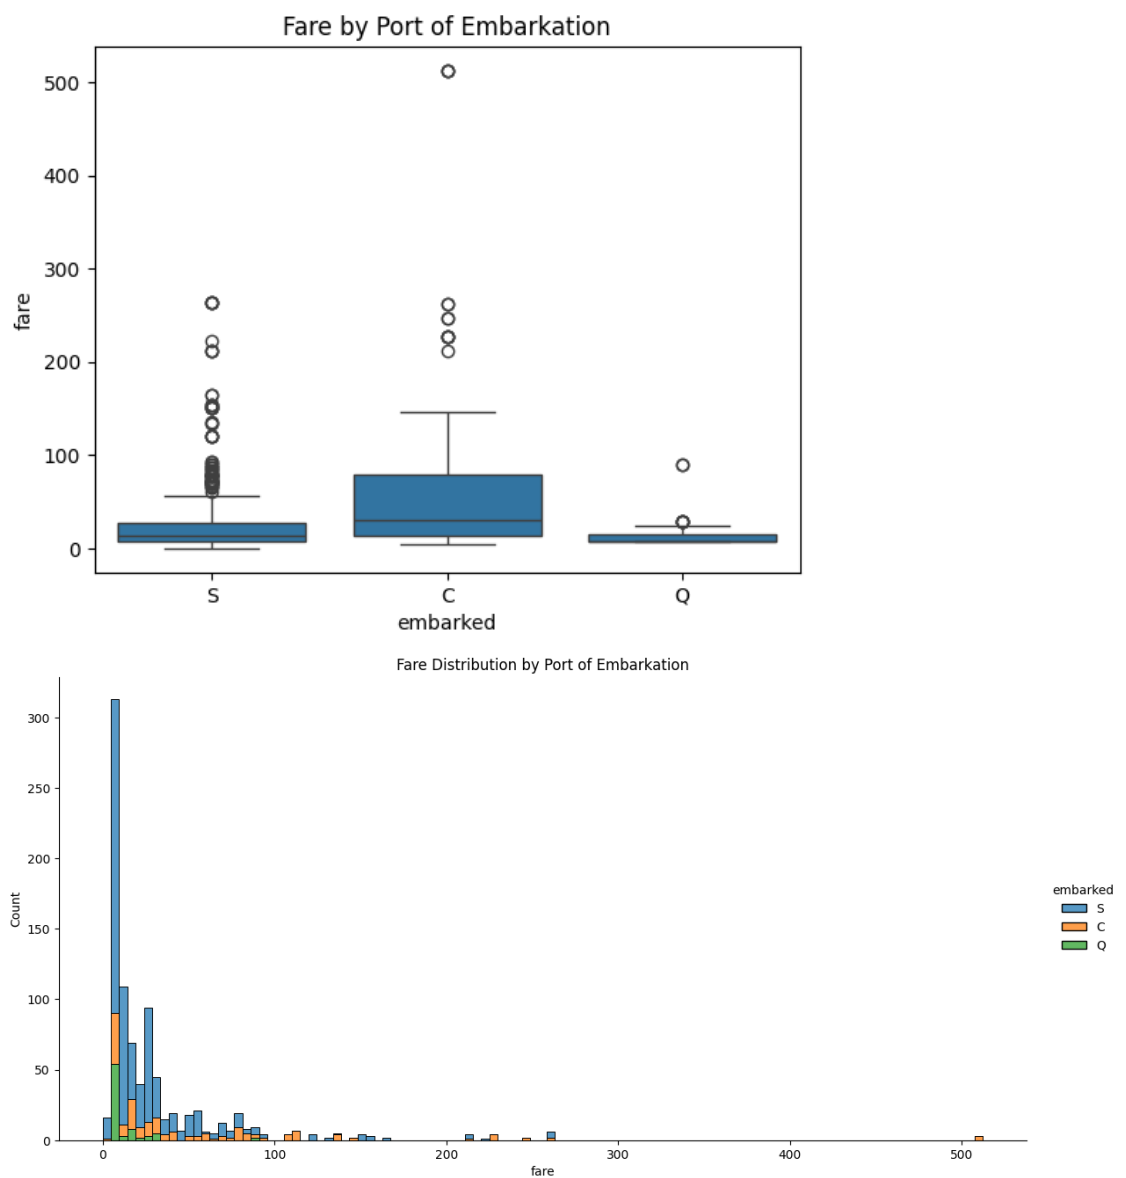 Fare by Port of Embarkation
500
400
300
200
100
0
fare
S C Q
embarked
Fare Distribution by Port of Embarkation
300
250
200
150
100
50
0
Count
0 100 200 300 400 500
fare
embarked
S
C
Q